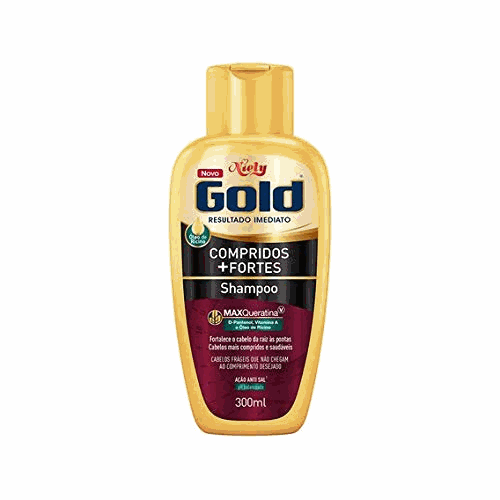 Novo
Niely
Gold
RESULTADO IMEDIATO
Óleo de
Rícino
COMPRIDOS
+FORTES
Shampoo
MAXQueratina V
D-Pantenol, Vitamina A
e Óleo de Rícino
Fortalece o cabelo da raiz às pontas
Cabelos mais compridos e saudáveis
CABELOS FRÁGEIS QUE NÃO CHEGAM
AO COMPRIMENTO DESEJADO
AÇÃO ANTI SAL
pH balanceado
300ml